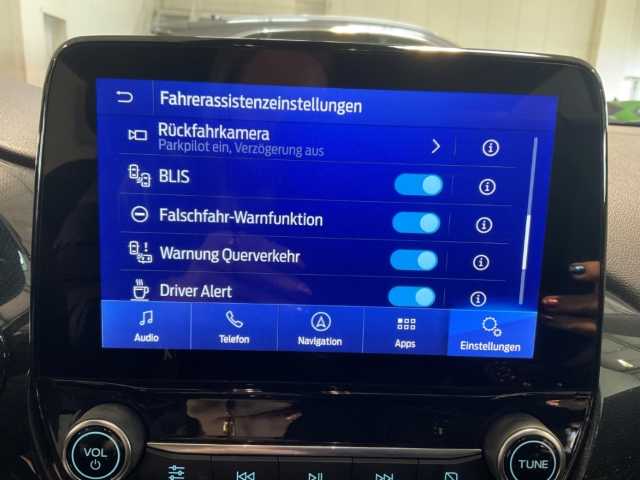 Fahrerassistenzeinstellungen
Rückfahrkamera
Parkpilot ein, Verzögerung aus
BLIS
Falschfahr-Warnfunktion
Warnung Querverkehr
Driver Alert
Audio
Telefon
Navigation
Apps
Einstellungen
VOL
TUNE